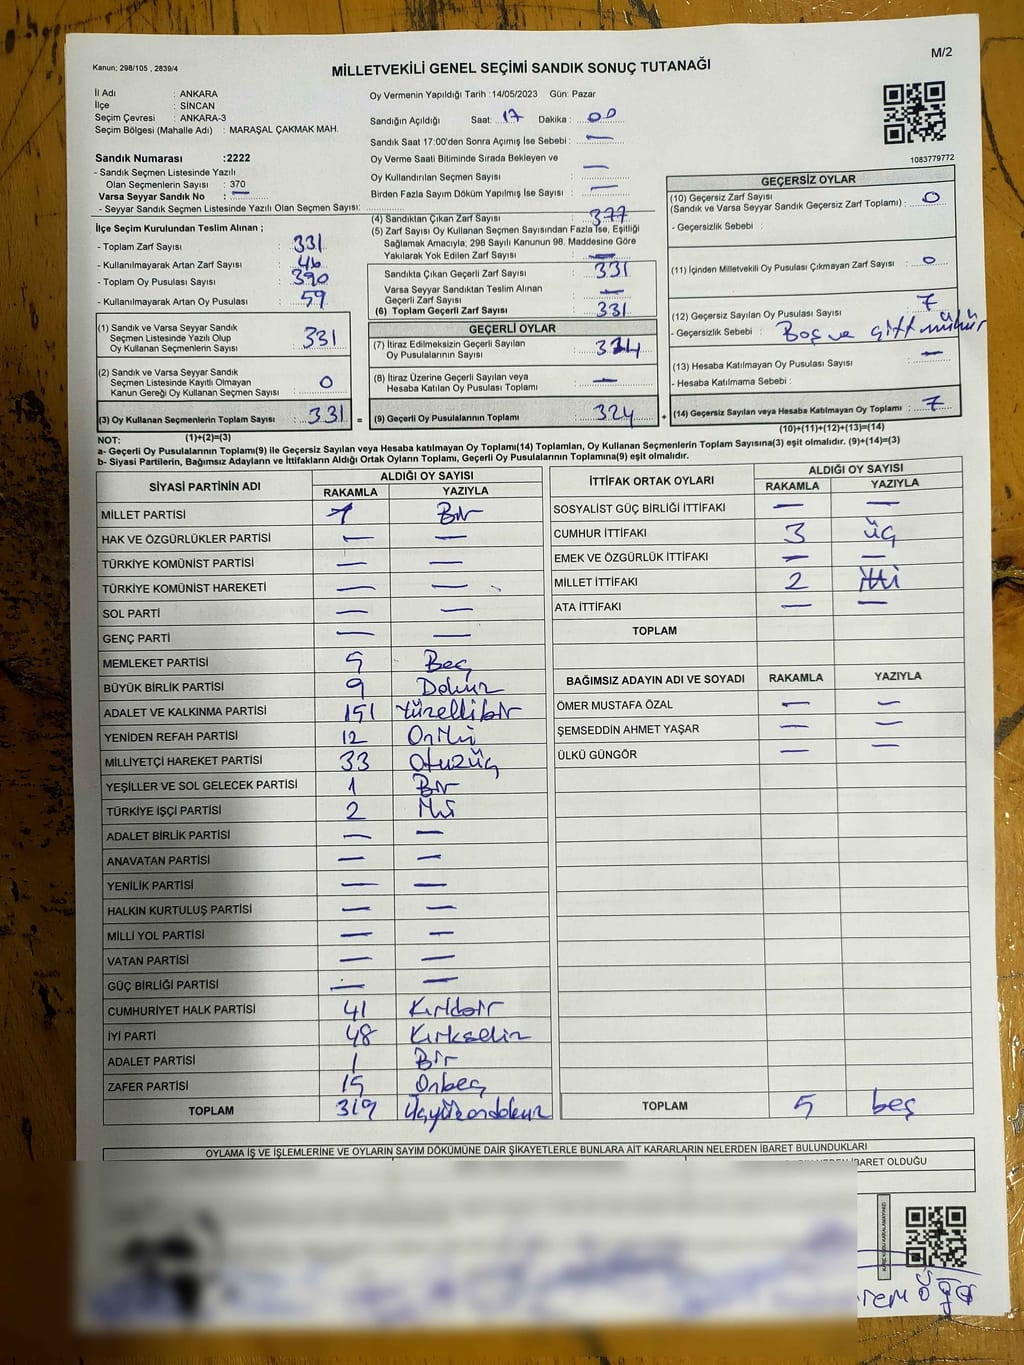 M/2
Kanun; 298/105 , 2839/4
MİLLETVEKİLİ GENEL SEÇİMİ SANDIK SONUÇ TUTANAĞI
İl Adı : ANKARA
İlçe : SİNCAN
Seçim Çevresi : ANKARA-3
Seçim Bölgesi (Mahalle Adı) : MARAŞAL ÇAKMAK MAH.
Sandık Numarası :2222
- Sandık Seçmen Listesinde Yazılı
Olan Seçmenlerin Sayısı : 370
Varsa Seyyar Sandık No : —
- Seyyar Sandık Seçmen Listesinde Yazılı Olan Seçmen Sayısı:
Oy Vermenin Yapıldığı Tarih :14/05/2023 Gün: Pazar
Sandığın Açıldığı Saat: 17 Dakika : 00
Sandık Saat 17:00'den Sonra Açımış İse Sebebi : —
Oy Verme Saati Bitiminde Sırada Bekleyen ve
Oy Kullandırılan Seçmen Sayısı : —
Birden Fazla Sayım Döküm Yapılmış İse Sayısı : —
1083779772
İlçe Seçim Kurulundan Teslim Alınan ;
- Toplam Zarf Sayısı : 331
- Kullanılmayarak Artan Zarf Sayısı : 46
- Toplam Oy Pusulası Sayısı : 390
- Kullanılmayarak Artan Oy Pusulası : 59
(1) Sandık ve Varsa Seyyar Sandık
Seçmen Listesinde Yazılı Olup
Oy Kullanan Seçmenlerin Sayısı : 331
(2) Sandık ve Varsa Seyyar Sandık
Seçmen Listesinde Kayıtlı Olmayan
Kanun Gereği Oy Kullanan Seçmen Sayısı : 0
(3) Oy Kullanan Seçmenlerin Toplam Sayısı : 331 =
(1)+(2)=(3)
(4) Sandıktan Çıkan Zarf Sayısı : 377
(5) Zarf Sayısı Oy Kullanan Seçmen Sayısından Fazla İse, Eşitliği
Sağlamak Amacıyla, 298 Sayılı Kanunun 98. Maddesine Göre
Yakılarak Yok Edilen Zarf Sayısı : —
Sandıkta Çıkan Geçerli Zarf Sayısı : 331
Varsa Seyyar Sandıktan Teslim Alınan
Geçerli Zarf Sayısı : —
(6) Toplam Geçerli Zarf Sayısı : 331
GEÇERLİ OYLAR
(7) İtiraz Edilmeksizin Geçerli Sayılan
Oy Pusulalarının Sayısı : 324
(8) İtiraz Üzerine Geçerli Sayılan veya
Hesaba Katılan Oy Pusulası Toplamı : —
(9) Geçerli Oy Pusulalarının Toplamı : 324 +
GEÇERSİZ OYLAR
(10) Geçersiz Zarf Sayısı
(Sandık ve Varsa Seyyar Sandık Geçersiz Zarf Toplamı) : 0
- Geçersizlik Sebebi :
(11) İçinden Milletvekili Oy Pusulası Çıkmayan Zarf Sayısı : 0
(12) Geçersiz Sayılan Oy Pusulası Sayısı : 7
- Geçersizlik Sebebi : Boş ve çift mühür
(13) Hesaba Katılmayan Oy Pusulası Sayısı : —
- Hesaba Katılmama Sebebi :
(14) Geçersiz Sayılan veya Hesaba Katılmayan Oy Toplamı : 7
(10)+(11)+(12)+(13)=(14)
NOT:
a- Geçerli Oy Pusulalarının Toplamı(9) ile Geçersiz Sayılan veya Hesaba katılmayan Oy Toplamı(14) Toplamları, Oy Kullanan Seçmenlerin Toplam Sayısına(3) eşit olmalıdır. (9)+(14)=(3)
b- Siyasi Partilerin, Bağımsız Adayların ve İttifakların Aldığı Ortak Oyların Toplamı, Geçerli Oy Pusulalarının Toplamına(9) eşit olmalıdır.
SİYASİ PARTİNİN ADI ALDIĞI OY SAYISI
RAKAMLA YAZIYLA
MİLLET PARTİSİ 1 Bir
HAK VE ÖZGÜRLÜKLER PARTİSİ — —
TÜRKİYE KOMÜNİST PARTİSİ — —
TÜRKİYE KOMÜNİST HAREKETİ — —
SOL PARTİ — —
GENÇ PARTİ — —
MEMLEKET PARTİSİ 5 Beş
BÜYÜK BİRLİK PARTİSİ 9 Dokuz
ADALET VE KALKINMA PARTİSİ 151 Yüzellibir
YENİDEN REFAH PARTİSİ 12 Oniki
MİLLİYETÇİ HAREKET PARTİSİ 33 Otuzüç
YEŞİLLER VE SOL GELECEK PARTİSİ 1 Bir
TÜRKİYE İŞÇİ PARTİSİ 2 İki
ADALET BİRLİK PARTİSİ — —
ANAVATAN PARTİSİ — —
YENİLİK PARTİSİ — —
HALKIN KURTULUŞ PARTİSİ — —
MİLLİ YOL PARTİSİ — —
VATAN PARTİSİ — —
GÜÇ BİRLİĞİ PARTİSİ — —
CUMHURİYET HALK PARTİSİ 41 Kırkbir
İYİ PARTİ 48 Kırksekiz
ADALET PARTİSİ 1 Bir
ZAFER PARTİSİ 15 Onbeş
TOPLAM 319 Üçyüzondokuz
İTTİFAK ORTAK OYLARI ALDIĞI OY SAYISI
RAKAMLA YAZIYLA
SOSYALİST GÜÇ BİRLİĞİ İTTİFAKI — —
CUMHUR İTTİFAKI 3 üç
EMEK VE ÖZGÜRLÜK İTTİFAKI — —
MİLLET İTTİFAKI 2 İki
ATA İTTİFAKI — —
TOPLAM
BAĞIMSIZ ADAYIN ADI VE SOYADI RAKAMLA YAZIYLA
ÖMER MUSTAFA ÖZAL — —
ŞEMSEDDİN AHMET YAŞAR — —
ÜLKÜ GÜNGÖR — —
TOPLAM 5 beş
OYLAMA İŞ VE İŞLEMLERİNE VE OYLARIN SAYIM DÖKÜMÜNE DAİR ŞİKAYETLERLE BUNLARA AİT KARARLARIN NELERDEN İBARET BULUNDUKLARI
İBARET OLDUĞU